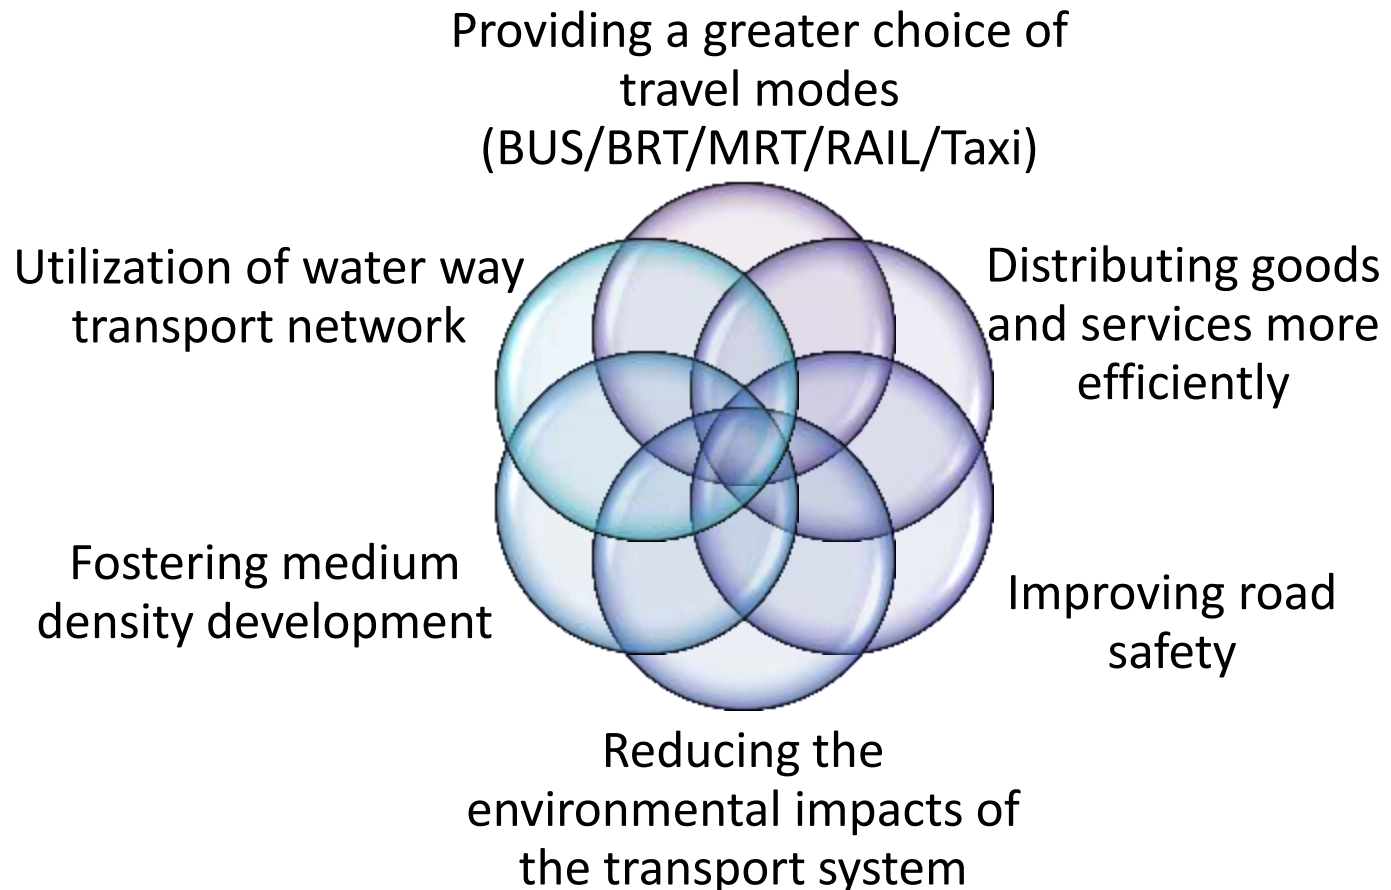 Providing a greater choice of
travel modes
(BUS/BRT/MRT/RAIL/Taxi)
Distributing goods
and services more
efficiently
Improving road
safety
Reducing the
environmental impacts of
the transport system
Fostering medium
density development
Utilization of water way
transport network